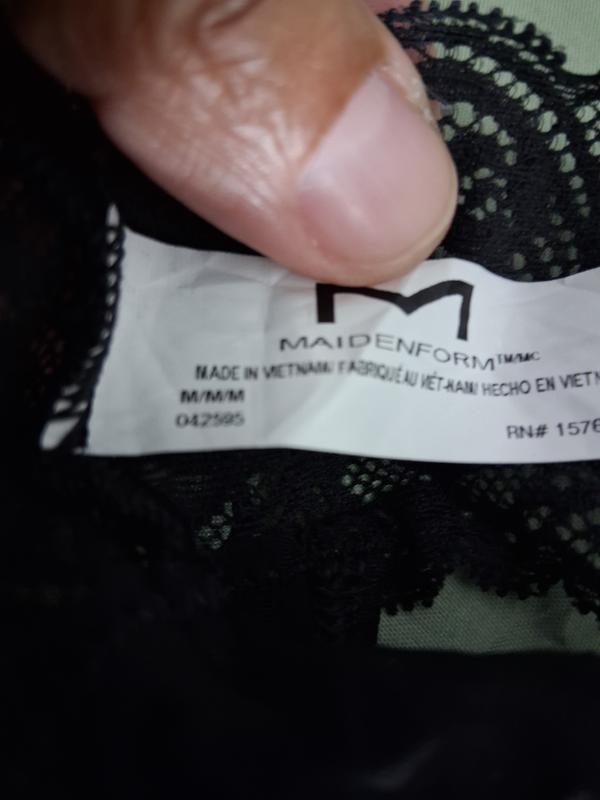 M
MAIDENFORM™/MC
MADE IN VIETNAM/ FABRIQUÉ AU VIÊT-NAM/ HECHO EN VIETN
M/M/M
042595
RN# 1576